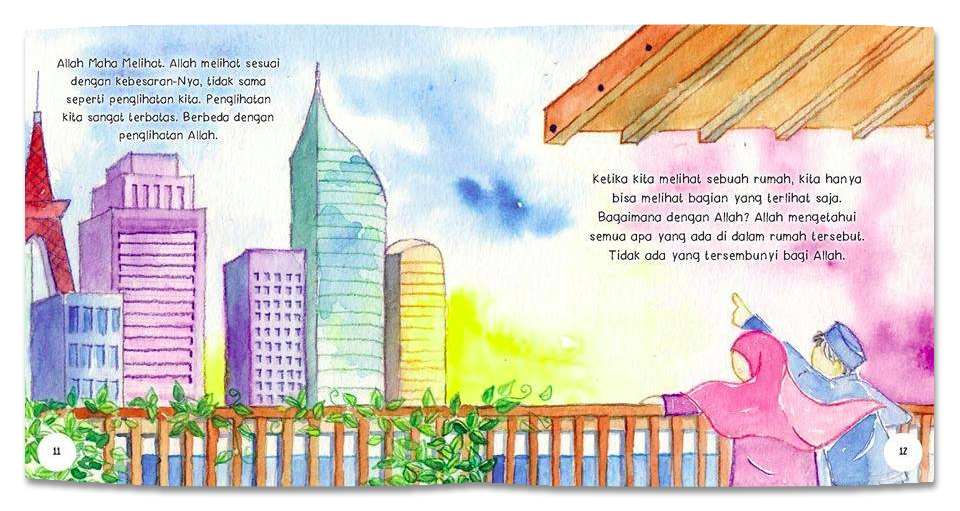 Allah Maha Melihat. Allah melihat sesuai
dengan Kebesaran-Nya, tidak sama
seperti penglihatan kita. Penglihatan
kita sangat terbatas. Berbeda dengan
penglihatan Allah.
Ketika kita melihat sebuah rumah, kita hanya
bisa melihat bagian yang terlihat saja.
Bagaimana dengan Allah? Allah mengetahui
semua apa yang ada di dalam rumah tersebut.
Tidak ada yang tersembunyi bagi Allah.
11
12